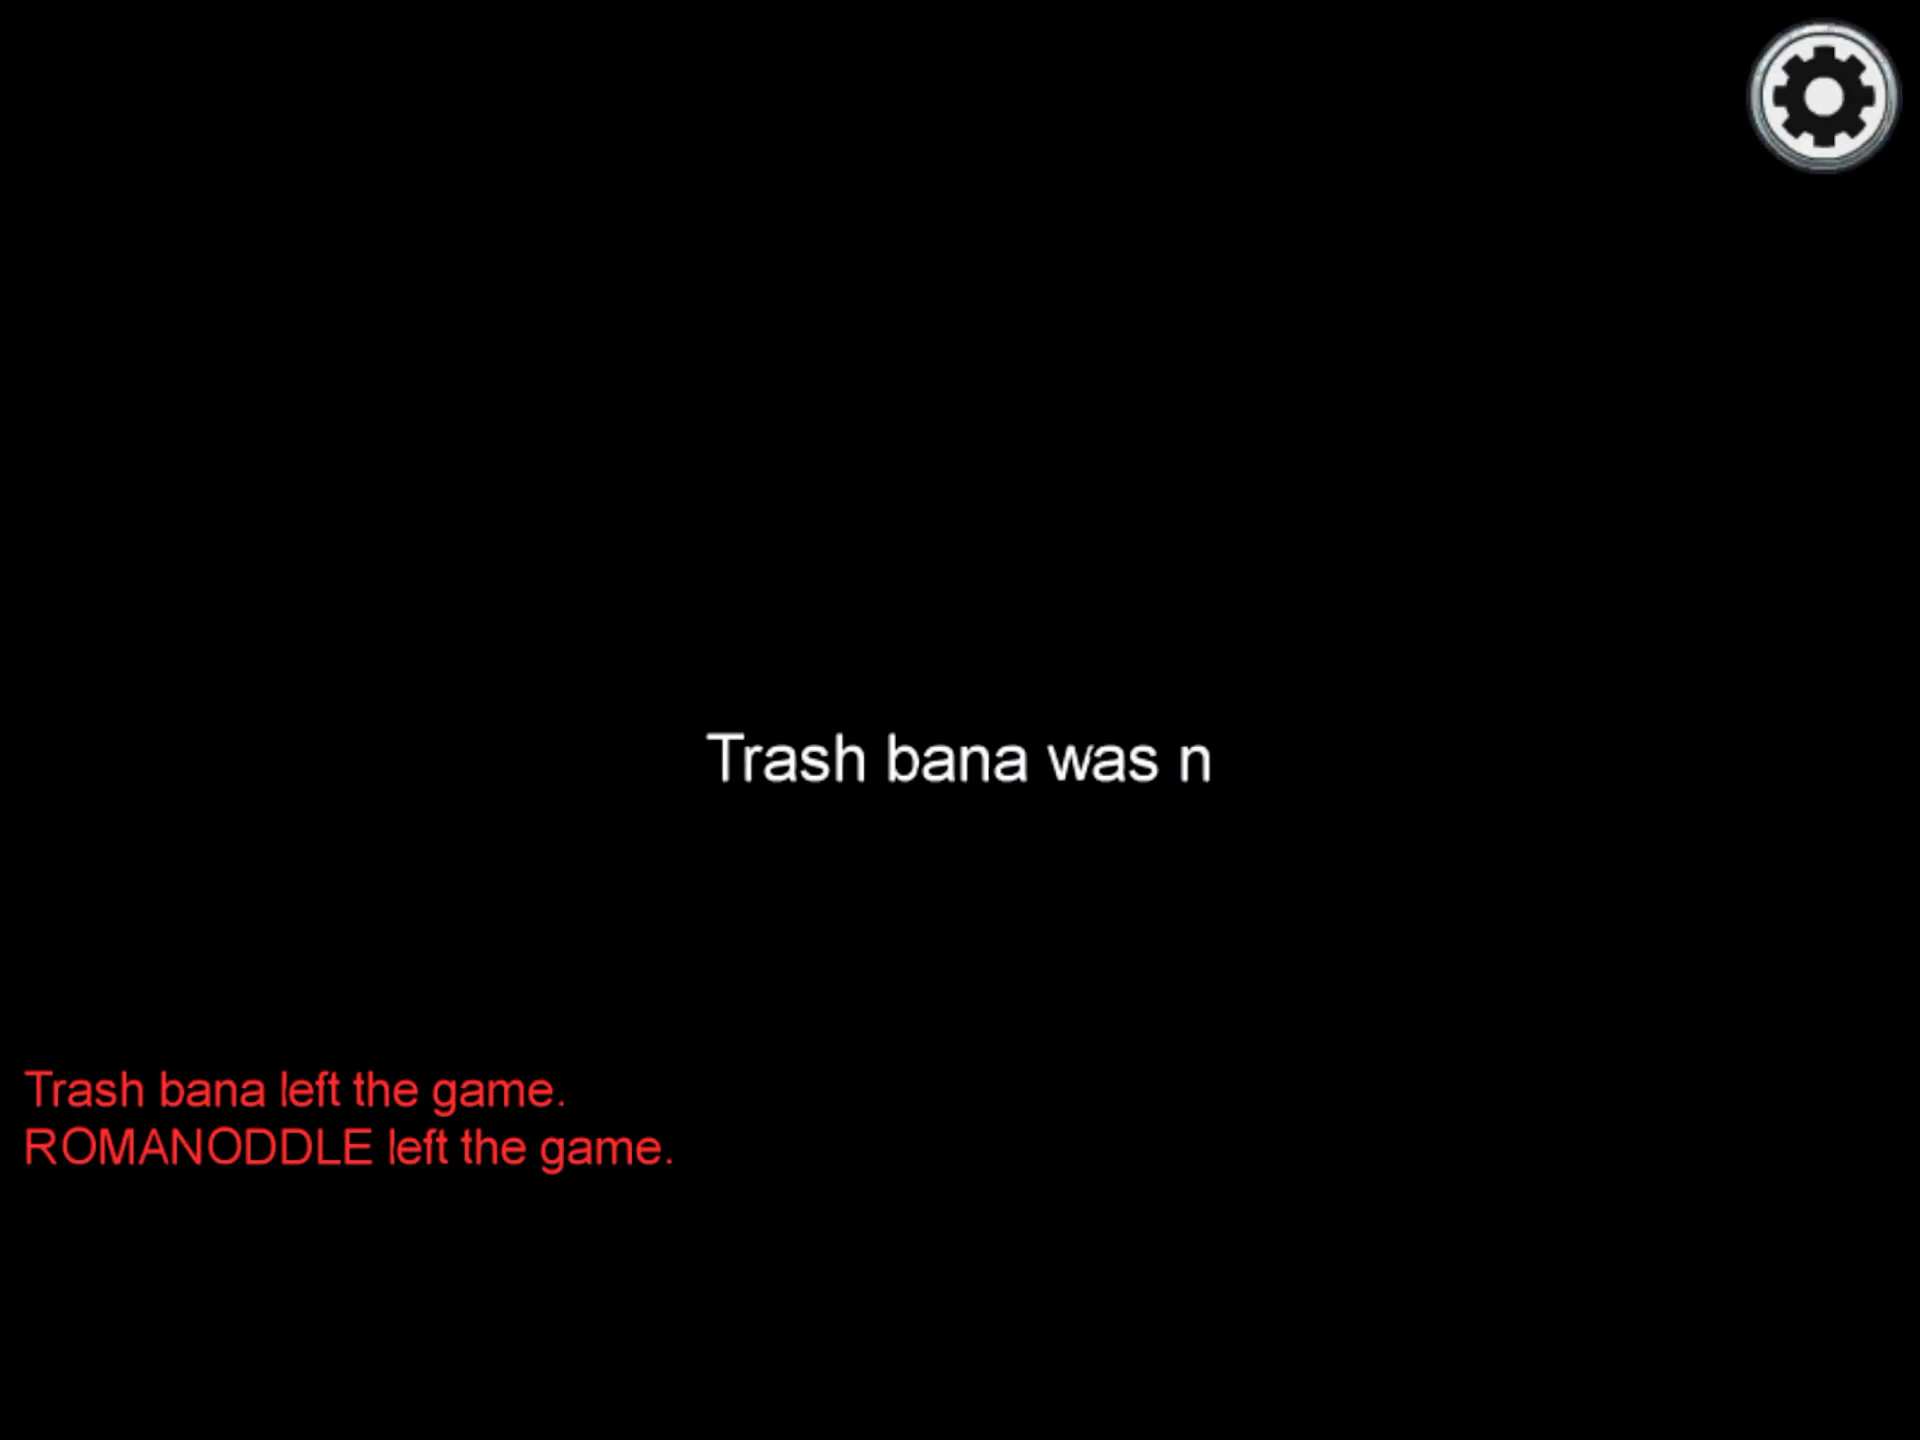 Trash bana was n
Trash bana left the game.
ROMANODDLE left the game.